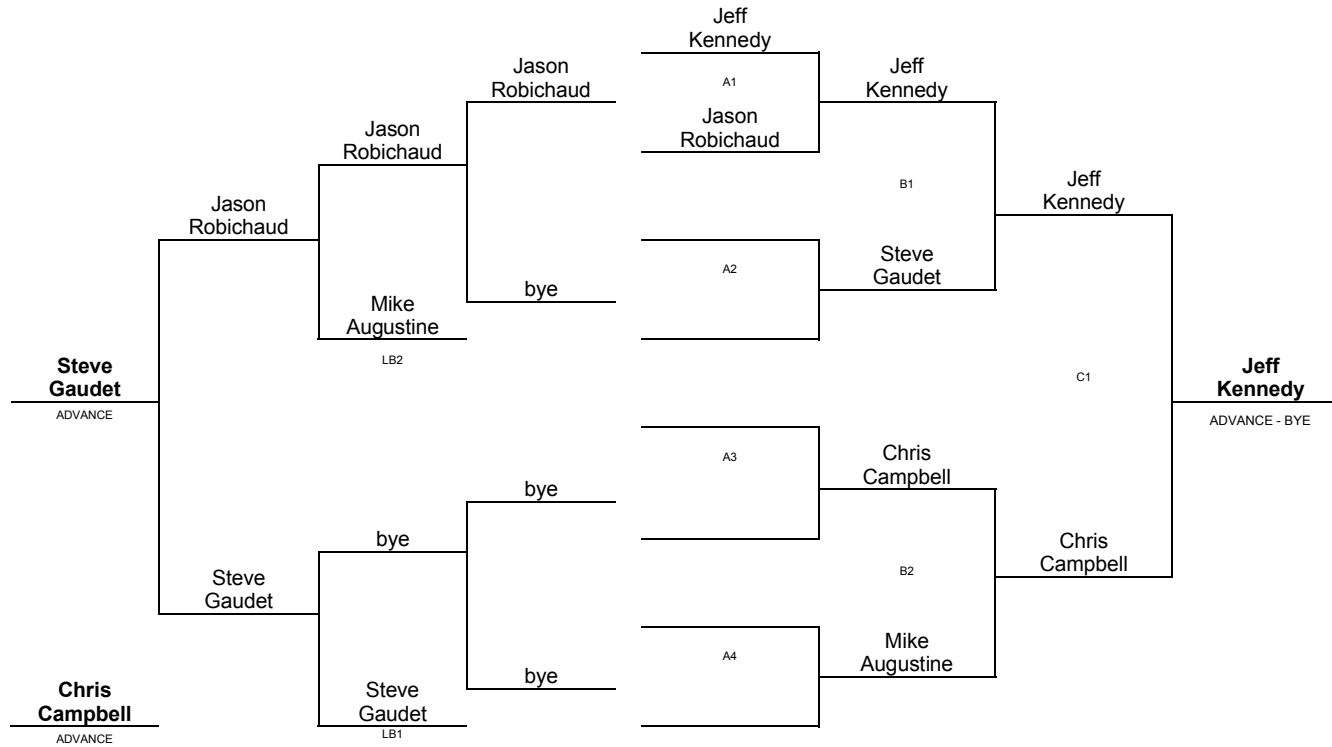 Jeff
Kennedy
Jason
Robichaud
A1
Jeff
Kennedy
Jason
Robichaud
Jason
Robichaud
B1
Jeff
Kennedy
Jason
Robichaud
A2
Steve
Gaudet
bye
Mike
Augustine
LB2
Steve
Gaudet
ADVANCE
C1
Jeff
Kennedy
ADVANCE - BYE
A3
Chris
Campbell
bye
bye
Chris
Campbell
B2
Steve
Gaudet
A4
Mike
Augustine
bye
Steve
Gaudet
LB1
Chris
Campbell
ADVANCE